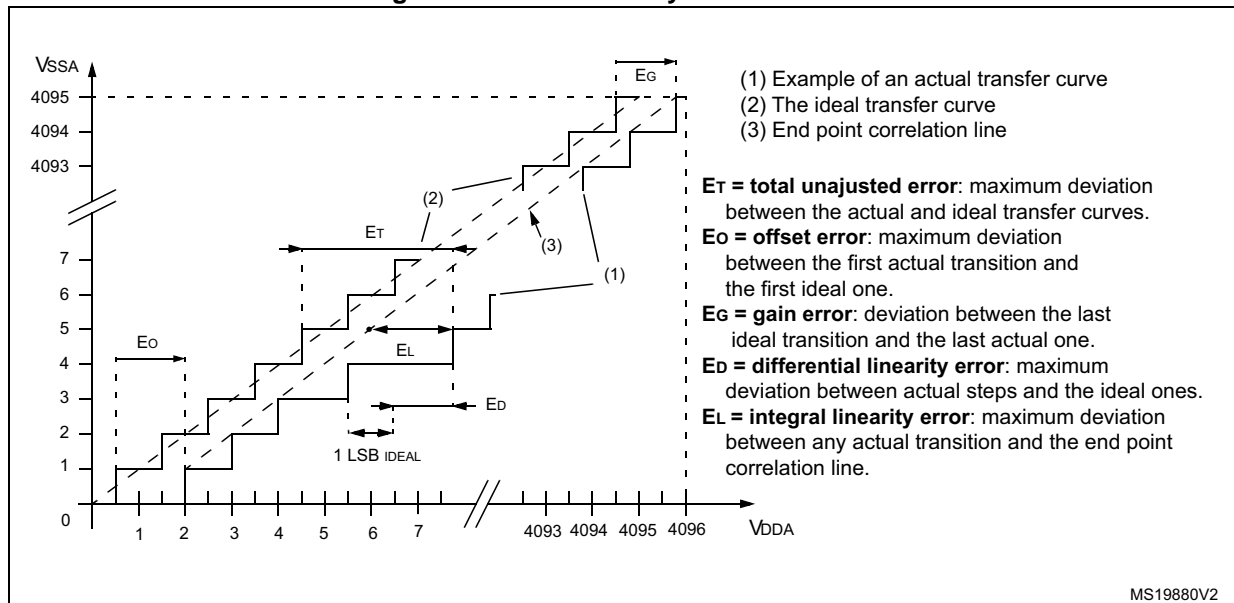 VSSA
4095
4094
4093
7
6
5
4
3
2
1
0
1 2 3 4 5 6 7 4093 4094 4095 4096
VDDA
EG
(2)
ET
(3)
(1)
EO
EL
ED
1 LSB IDEAL
(1) Example of an actual transfer curve
(2) The ideal transfer curve
(3) End point correlation line
ET = total unajusted error: maximum deviation
between the actual and ideal transfer curves.
EO = offset error: maximum deviation
between the first actual transition and
the first ideal one.
EG = gain error: deviation between the last
ideal transition and the last actual one.
ED = differential linearity error: maximum
deviation between actual steps and the ideal ones.
EL = integral linearity error: maximum deviation
between any actual transition and the end point
correlation line.
MS19880V2